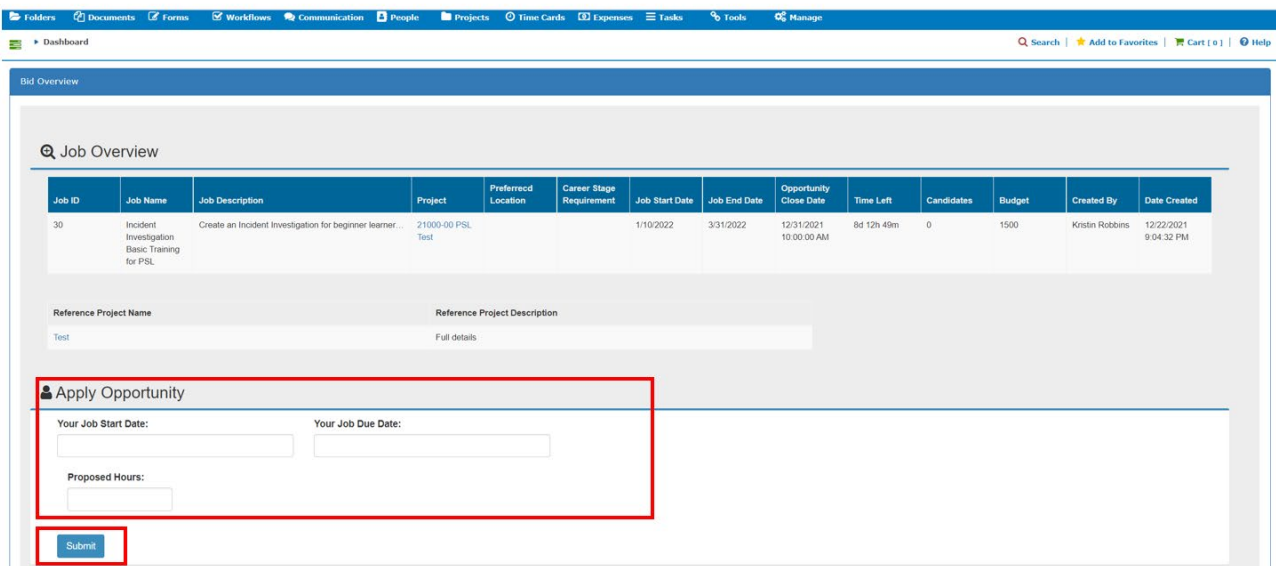 Folders Documents Forms Workflows Communication People Projects Time Cards Expenses Tasks Tools Manage
Dashboard
Search | Add to Favorites | Cart [ 0 ] | Help
Bid Overview
Job Overview
Job ID Job Name Job Description Project Preferrecd Location Career Stage Requirement Job Start Date Job End Date Opportunity Close Date Time Left Candidates Budget Created By Date Created
30 Incident Investigation Basic Training for PSL Create an Incident Investigation for beginner learner... 21000-00 PSL Test 1/10/2022 3/31/2022 12/31/2021 10:00:00 AM 8d 12h 49m 0 1500 Kristin Robbins 12/22/2021 9:04:32 PM
Reference Project Name Reference Project Description
Test Full details
Apply Opportunity
Your Job Start Date: Your Job Due Date:
Proposed Hours:
Submit